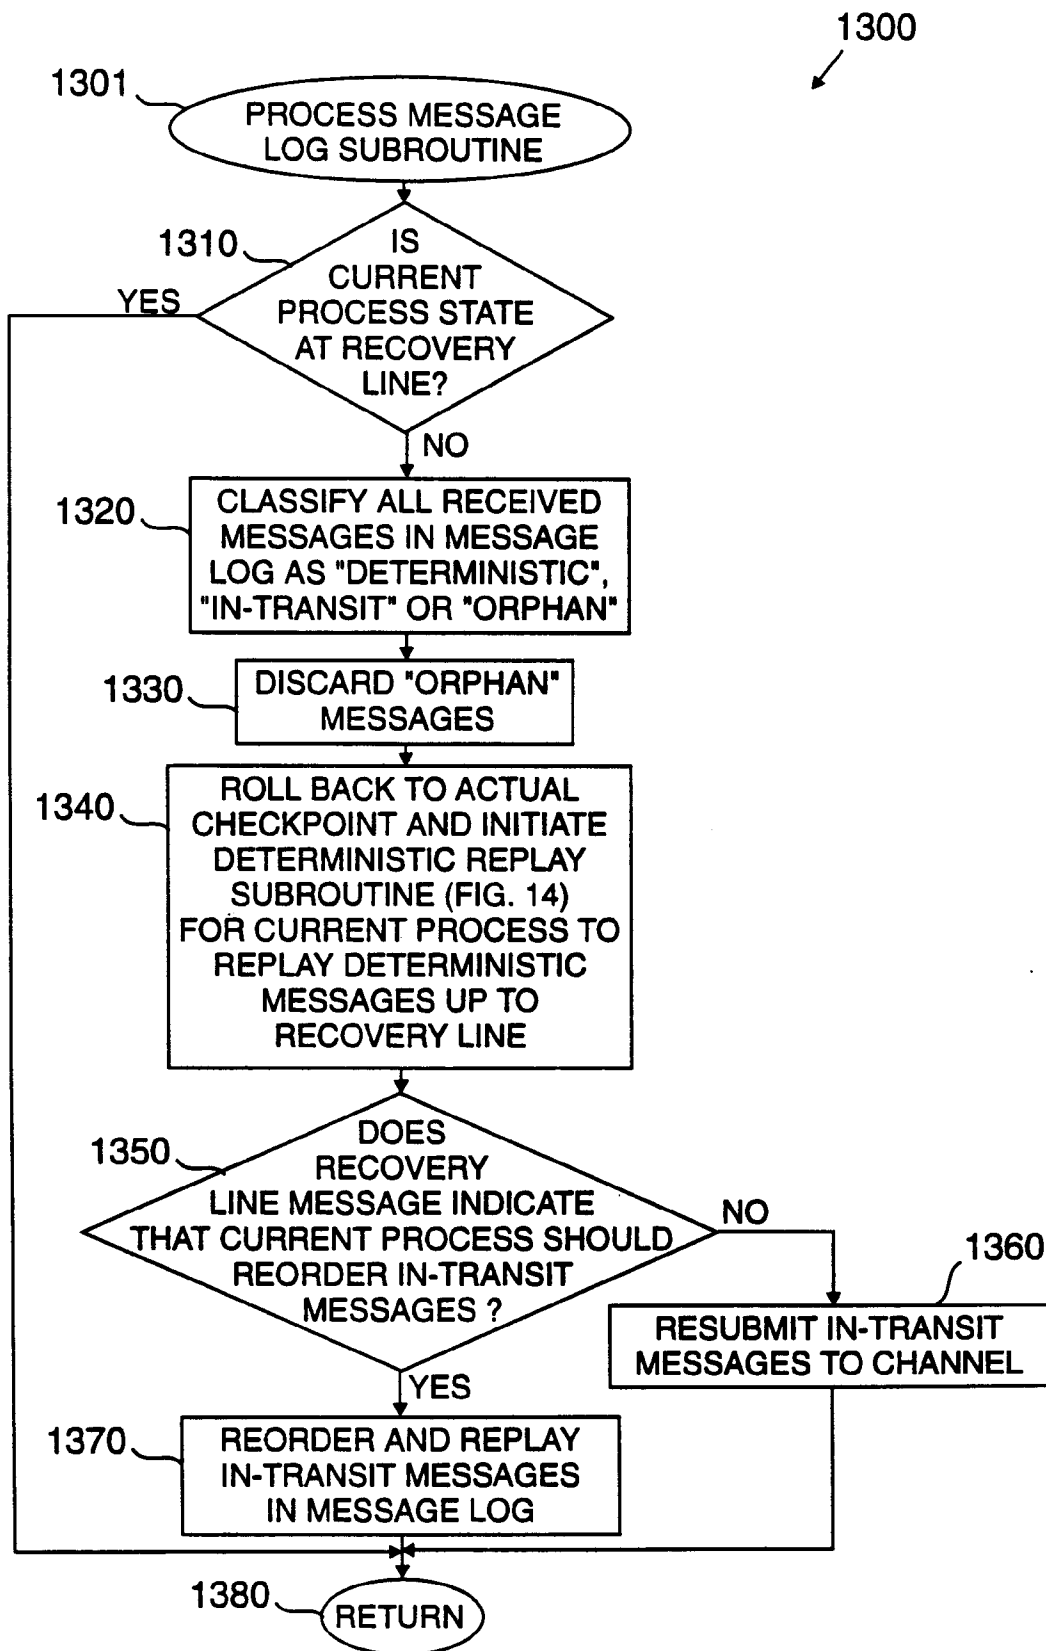 1300
1301
PROCESS MESSAGE
LOG SUBROUTINE
1310
IS
CURRENT
PROCESS STATE
AT RECOVERY
LINE?
YES
NO
1320
CLASSIFY ALL RECEIVED
MESSAGES IN MESSAGE
LOG AS "DETERMINISTIC",
"IN-TRANSIT" OR "ORPHAN"
1330
DISCARD "ORPHAN"
MESSAGES
1340
ROLL BACK TO ACTUAL
CHECKPOINT AND INITIATE
DETERMINISTIC REPLAY
SUBROUTINE (FIG. 14)
FOR CURRENT PROCESS TO
REPLAY DETERMINISTIC
MESSAGES UP TO
RECOVERY LINE
1350
DOES
RECOVERY
LINE MESSAGE INDICATE
THAT CURRENT PROCESS SHOULD
REORDER IN-TRANSIT
MESSAGES ?
NO
1360
RESUBMIT IN-TRANSIT
MESSAGES TO CHANNEL
YES
1370
REORDER AND REPLAY
IN-TRANSIT MESSAGES
IN MESSAGE LOG
1380
RETURN